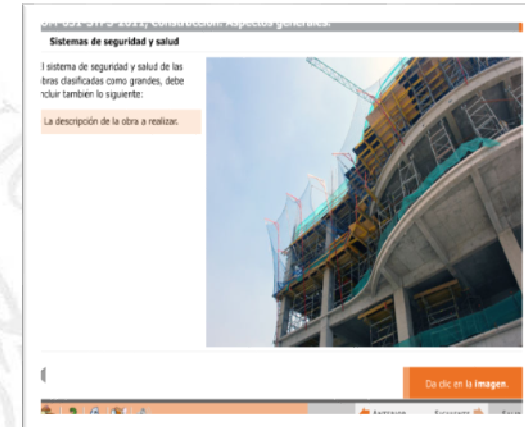 Sistemas de seguridad y salud
l sistema de seguridad y salud de las
bras clasificadas como grandes, debe
ncluir también lo siguiente:
La descripción de la obra a realizar.
Da clic en la imagen.